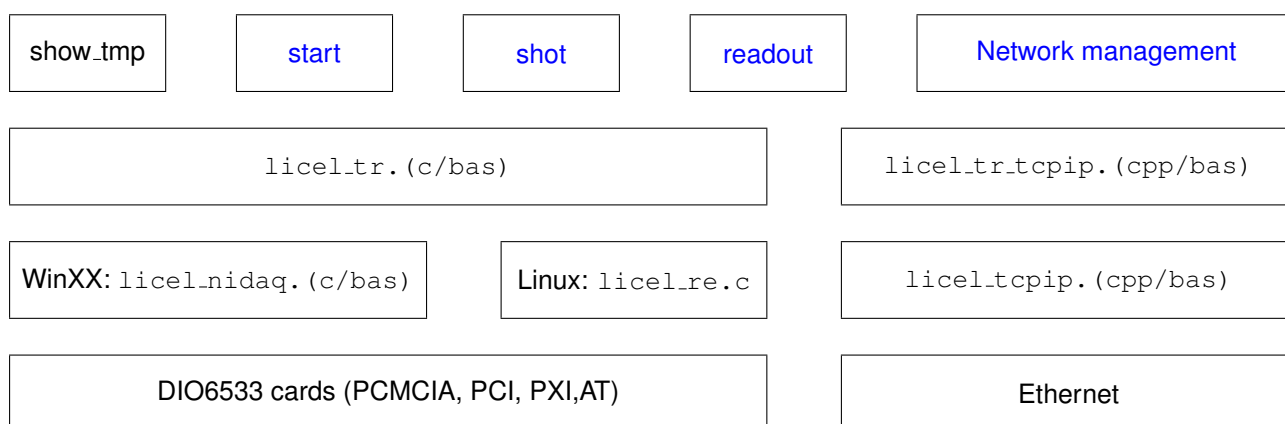 show_tmp
start
shot
readout
Network management
licel_tr.(c/bas)
licel_tr_tcpip.(cpp/bas)
WinXX: licel_nidaq.(c/bas)
Linux: licel_re.c
licel_tcpip.(cpp/bas)
DIO6533 cards (PCMCIA, PCI, PXI,AT)
Ethernet